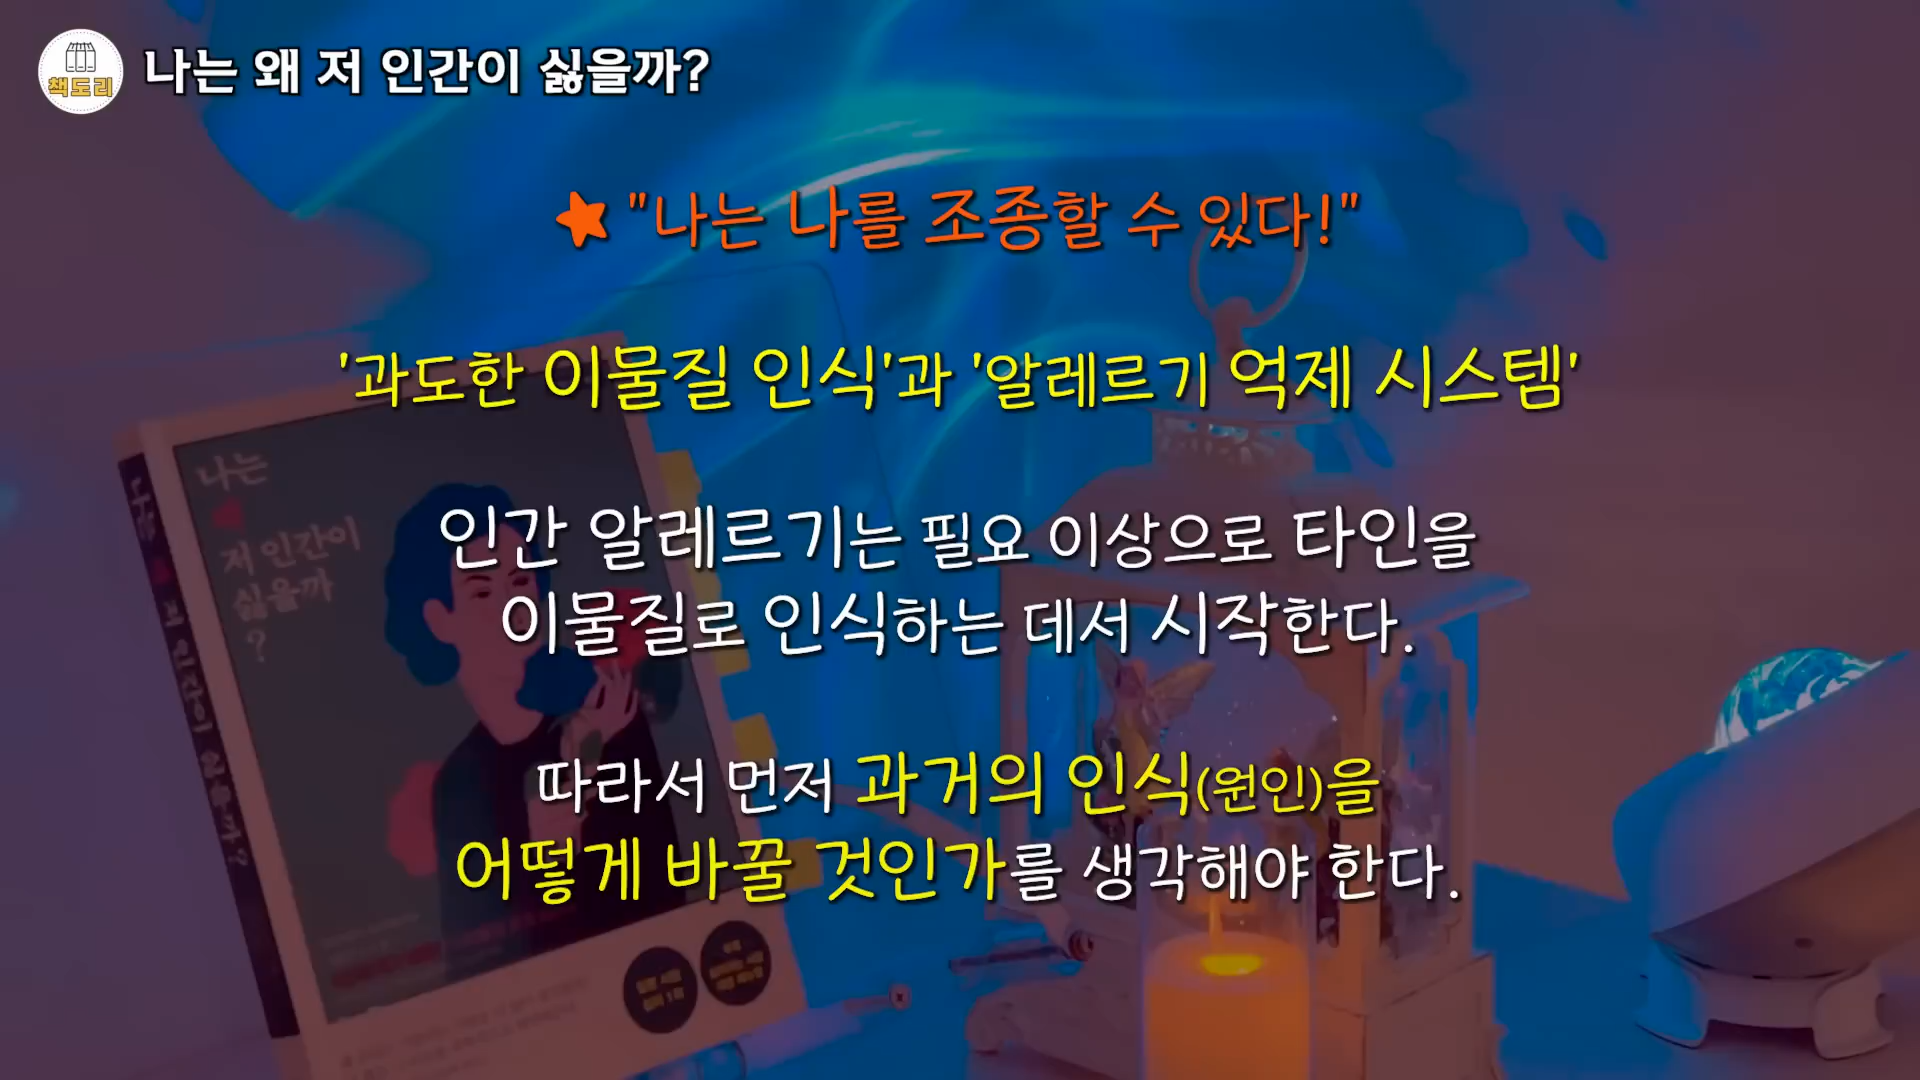 책도리
나는 왜 저 인간이 싫을까?
"나는 나를 조종할 수 있다!"
'과도한 이물질 인식'과 '알레르기 억제 시스템'
인간 알레르기는 필요 이상으로 타인을
이물질로 인식하는 데서 시작한다.
따라서 먼저 과거의 인식(원인)을
어떻게 바꿀 것인가를 생각해야 한다.
나는
저 인간이
싫을까
?